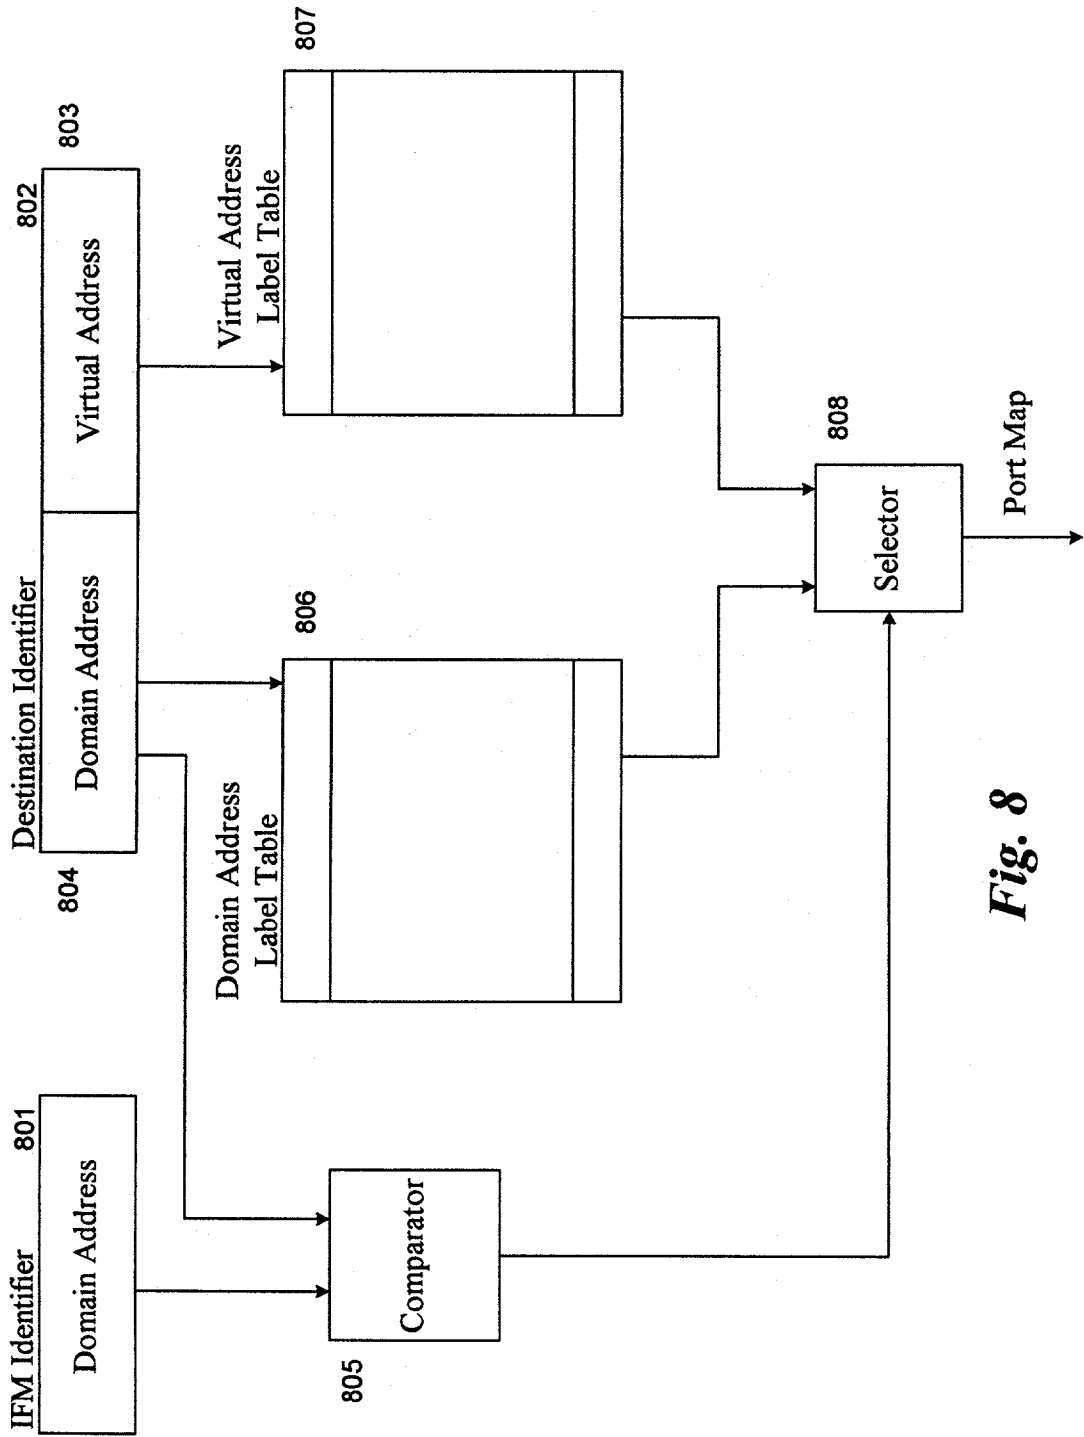 IFM Identifier
801
Domain Address
Destination Identifier
802
804
Domain Address
Virtual Address
803
Domain Address
Label Table
806
Virtual Address
Label Table
807
805
Comparator
Selector
808
Port Map
Fig. 8